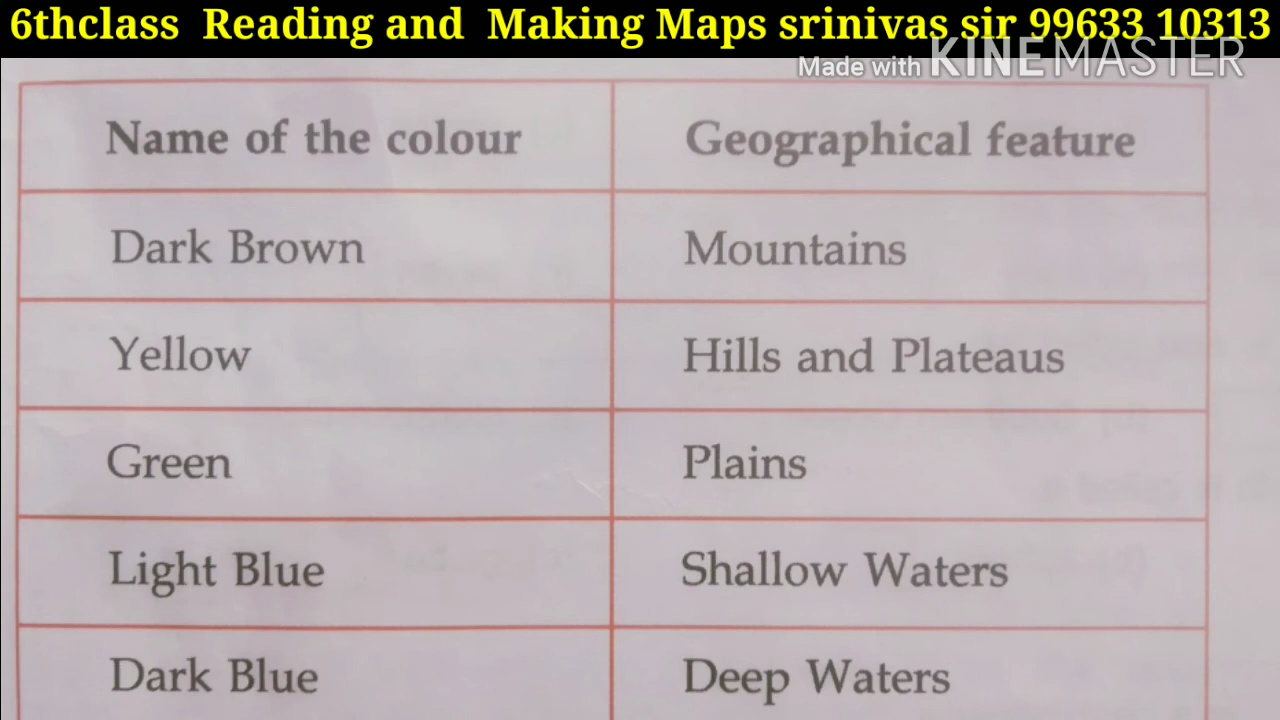 6thclass Reading and Making Maps srinivas sir 99633 10313
Made with KINEMASTER
Name of the colour Geographical feature
Dark Brown Mountains
Yellow Hills and Plateaus
Green Plains
Light Blue Shallow Waters
Dark Blue Deep Waters